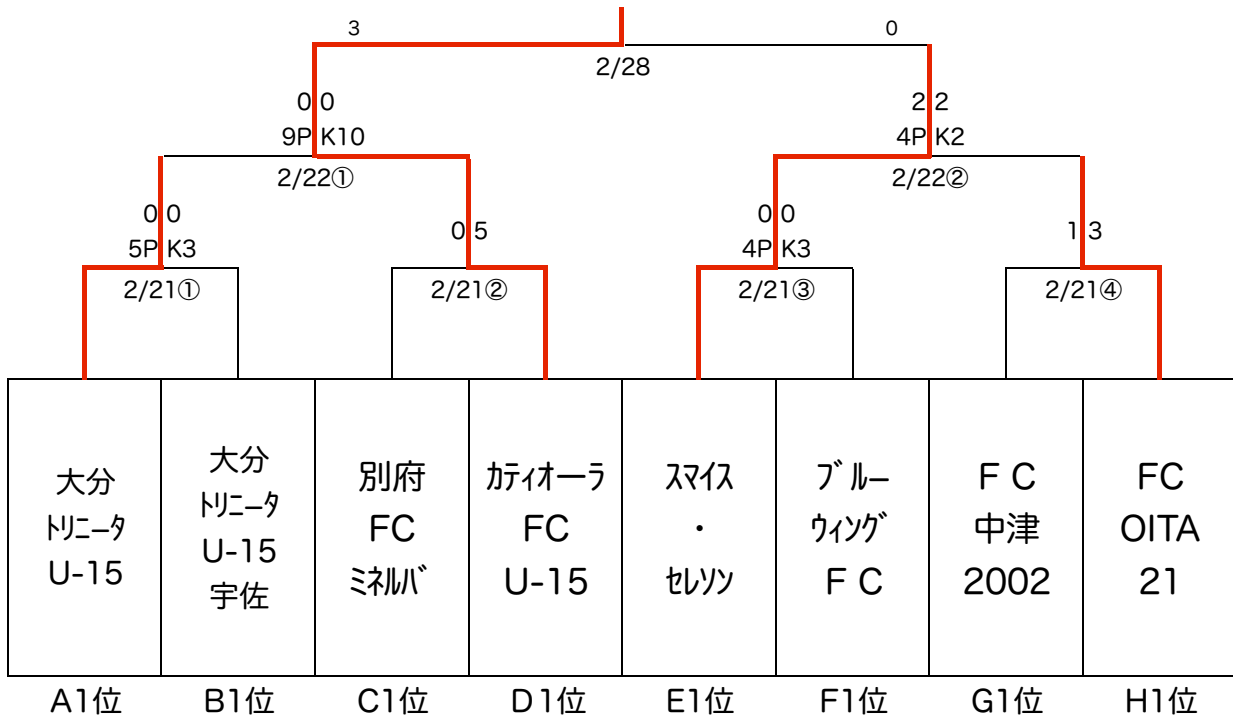 3 0
2/28
0 0 2 2
9P K10 4P K2
2/22① 2/22②
0 0 0 5 0 0 1 3
5P K3 4P K3
2/21① 2/21② 2/21③ 2/21④
大分
ﾄﾘﾆｰﾀ
U-15
大分
ﾄﾘﾆｰﾀ
U-15
宇佐
別府
FC
ﾐﾈﾙﾊﾞ
ｶﾃｨオーラ
FC
U-15
ｽﾏｲｽ
・
ｾﾚｿﾝ
ﾌﾞﾙｰ
ｳｨﾝｸﾞ
ＦＣ
ＦＣ
中津
2002
FC
OITA
21
A1位 B1位 C1位 D1位 E1位 F1位 G1位 H1位